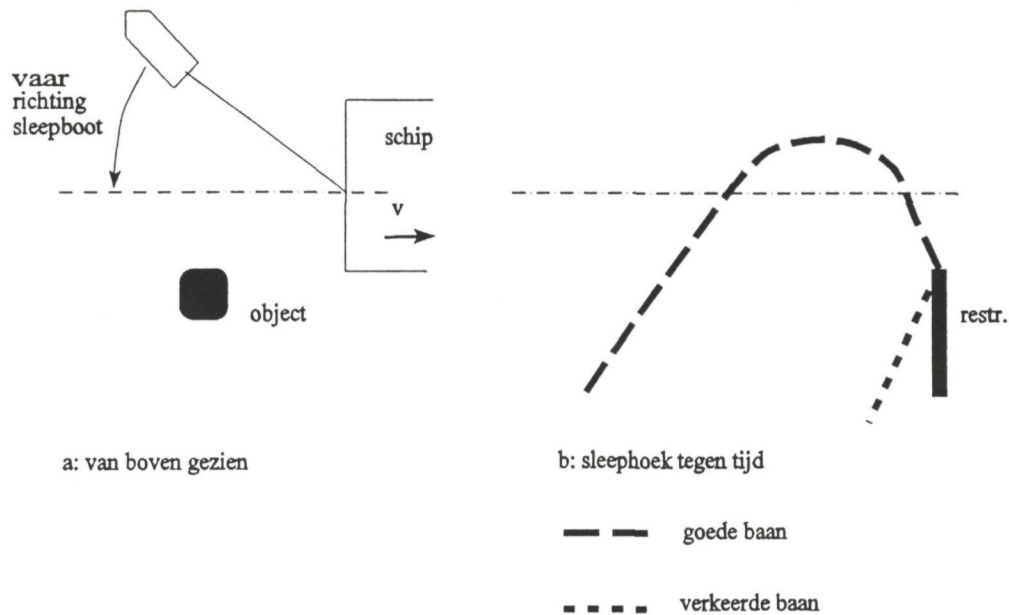 vaar
richting
sleepboot
schip
v
object
restr.
a: van boven gezien
b: sleephoek tegen tijd
goede baan
verkeerde baan